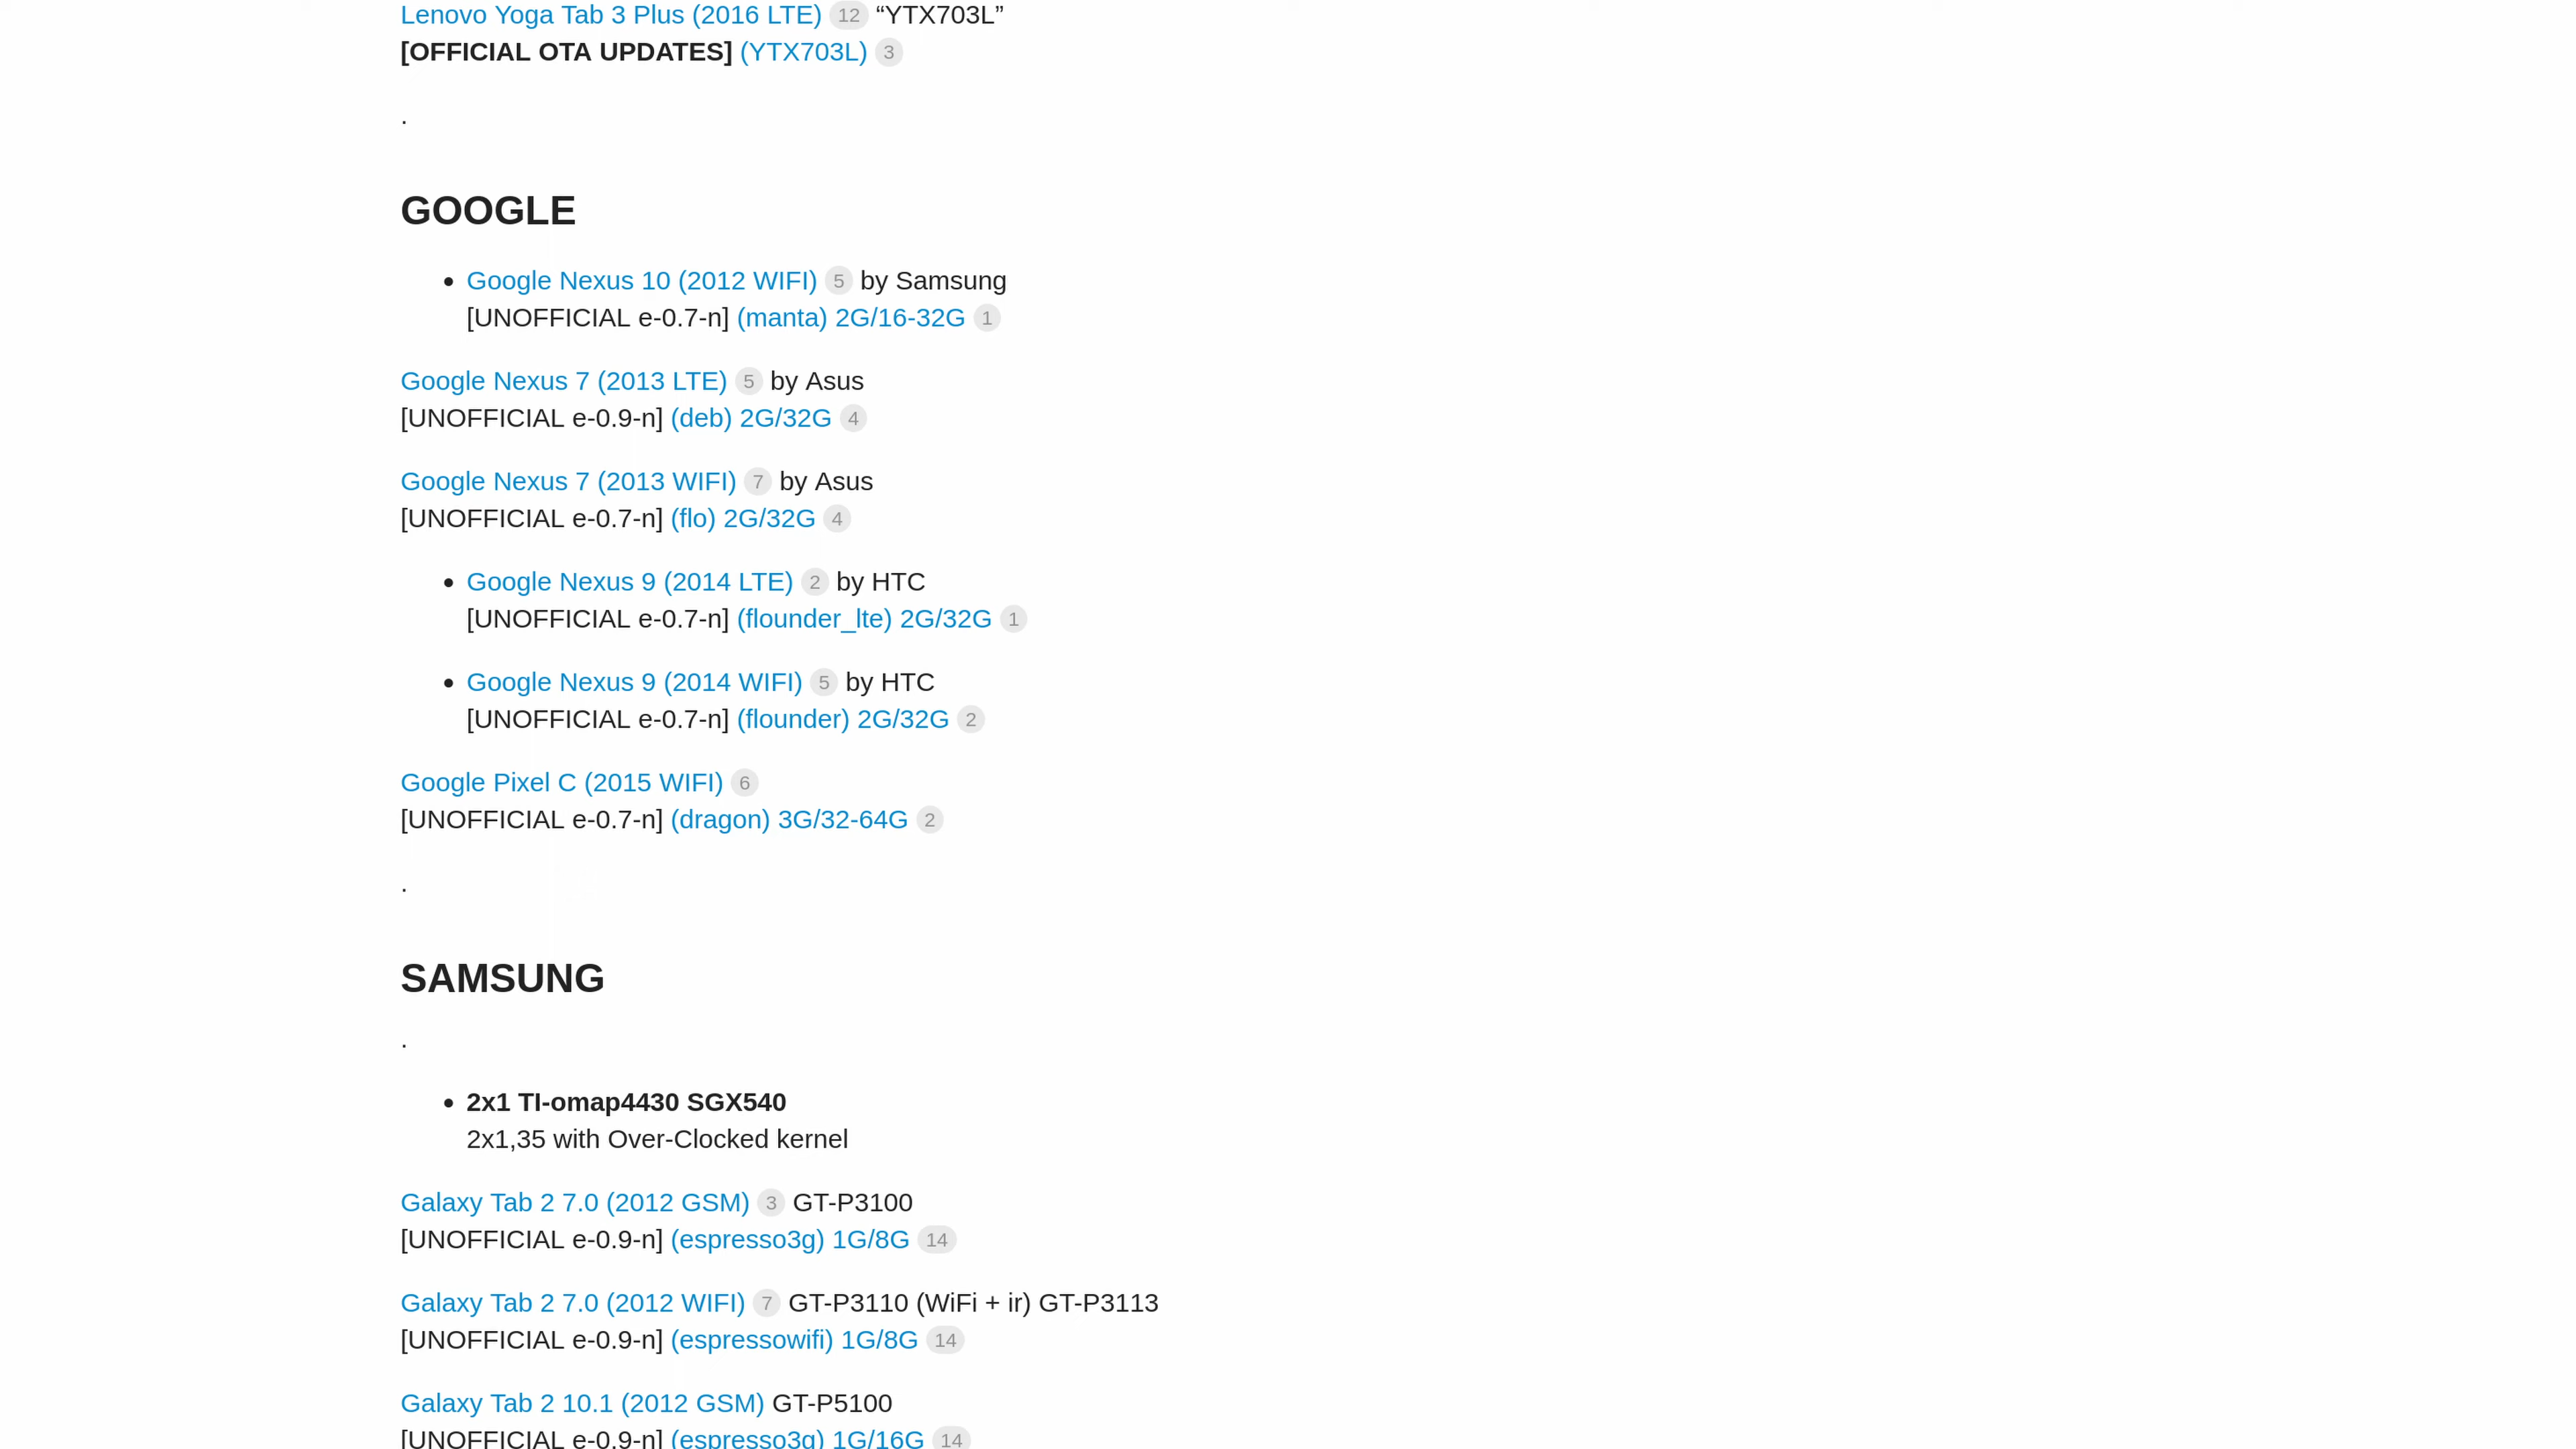 Lenovo Yoga Tab 3 Plus (2016 LTE) 12 “YTX703L”
[OFFICIAL OTA UPDATES] (YTX703L) 3
.
GOOGLE
• Google Nexus 10 (2012 WIFI) 5 by Samsung
[UNOFFICIAL e-0.7-n] (manta) 2G/16-32G 1
Google Nexus 7 (2013 LTE) 5 by Asus
[UNOFFICIAL e-0.9-n] (deb) 2G/32G 4
Google Nexus 7 (2013 WIFI) 7 by Asus
[UNOFFICIAL e-0.7-n] (flo) 2G/32G 4
• Google Nexus 9 (2014 LTE) 2 by HTC
[UNOFFICIAL e-0.7-n] (flounder_lte) 2G/32G 1
• Google Nexus 9 (2014 WIFI) 5 by HTC
[UNOFFICIAL e-0.7-n] (flounder) 2G/32G 2
Google Pixel C (2015 WIFI) 6
[UNOFFICIAL e-0.7-n] (dragon) 3G/32-64G 2
.
SAMSUNG
.
• 2x1 TI-omap4430 SGX540
2x1,35 with Over-Clocked kernel
Galaxy Tab 2 7.0 (2012 GSM) 3 GT-P3100
[UNOFFICIAL e-0.9-n] (espresso3g) 1G/8G 14
Galaxy Tab 2 7.0 (2012 WIFI) 7 GT-P3110 (WiFi + ir) GT-P3113
[UNOFFICIAL e-0.9-n] (espressowifi) 1G/8G 14
Galaxy Tab 2 10.1 (2012 GSM) GT-P5100
[UNOFFICIAL e-0.9-n] (espresso3g) 1G/16G 14